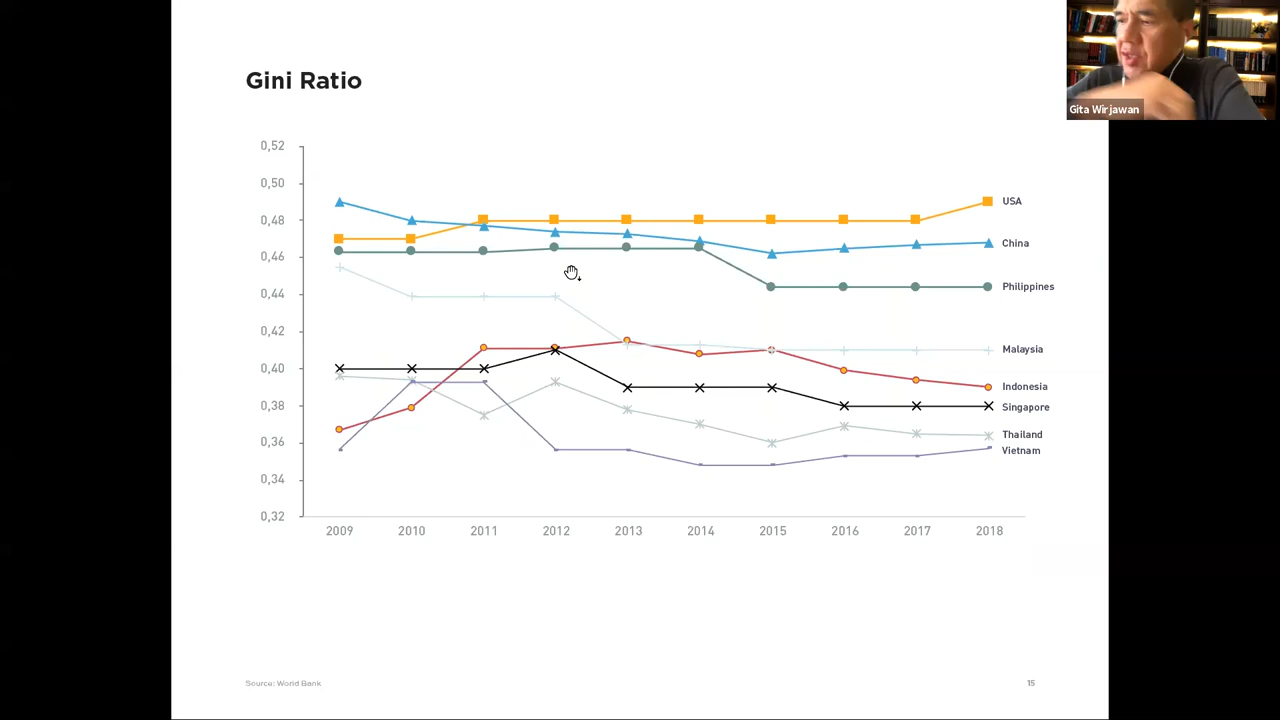 Gini Ratio
Gita Wirjawan
0,52
0,50
0,48
0,46
0,44
0,42
0,40
0,38
0,36
0,34
0,32
USA
China
Philippines
Malaysia
Indonesia
Singapore
Thailand
Vietnam
2009 2010 2011 2012 2013 2014 2015 2016 2017 2018
Source: World Bank
15